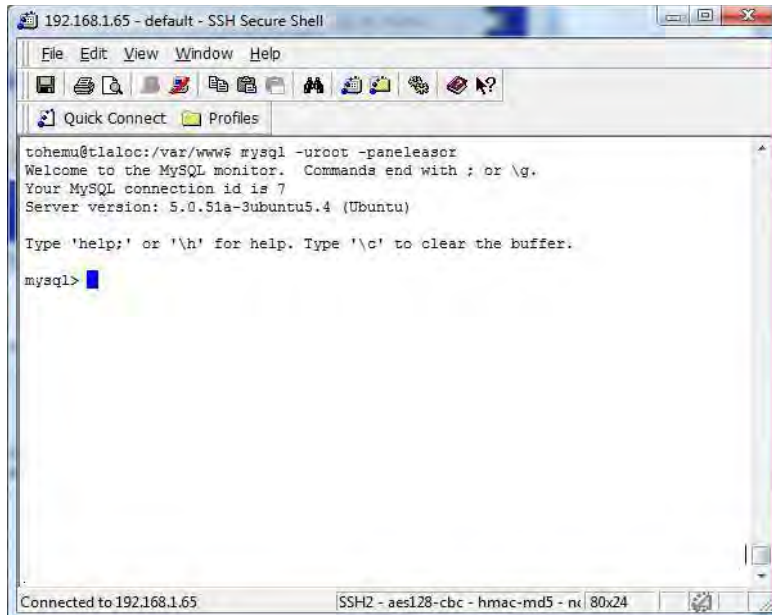 192.168.1.65 - default - SSH Secure Shell
File Edit View Window Help
Quick Connect Profiles
tohemu@tlaloc:/var/www$ mysql -uroot -paneleasor
Welcome to the MySQL monitor.  Commands end with ; or \g.
Your MySQL connection id is 7
Server version: 5.0.51a-3ubuntu5.4 (Ubuntu)
Type 'help;' or '\h' for help. Type '\c' to clear the buffer.
mysql>
Connected to 192.168.1.65 SSH2 - aes128-cbc - hmac-md5 - 80x24